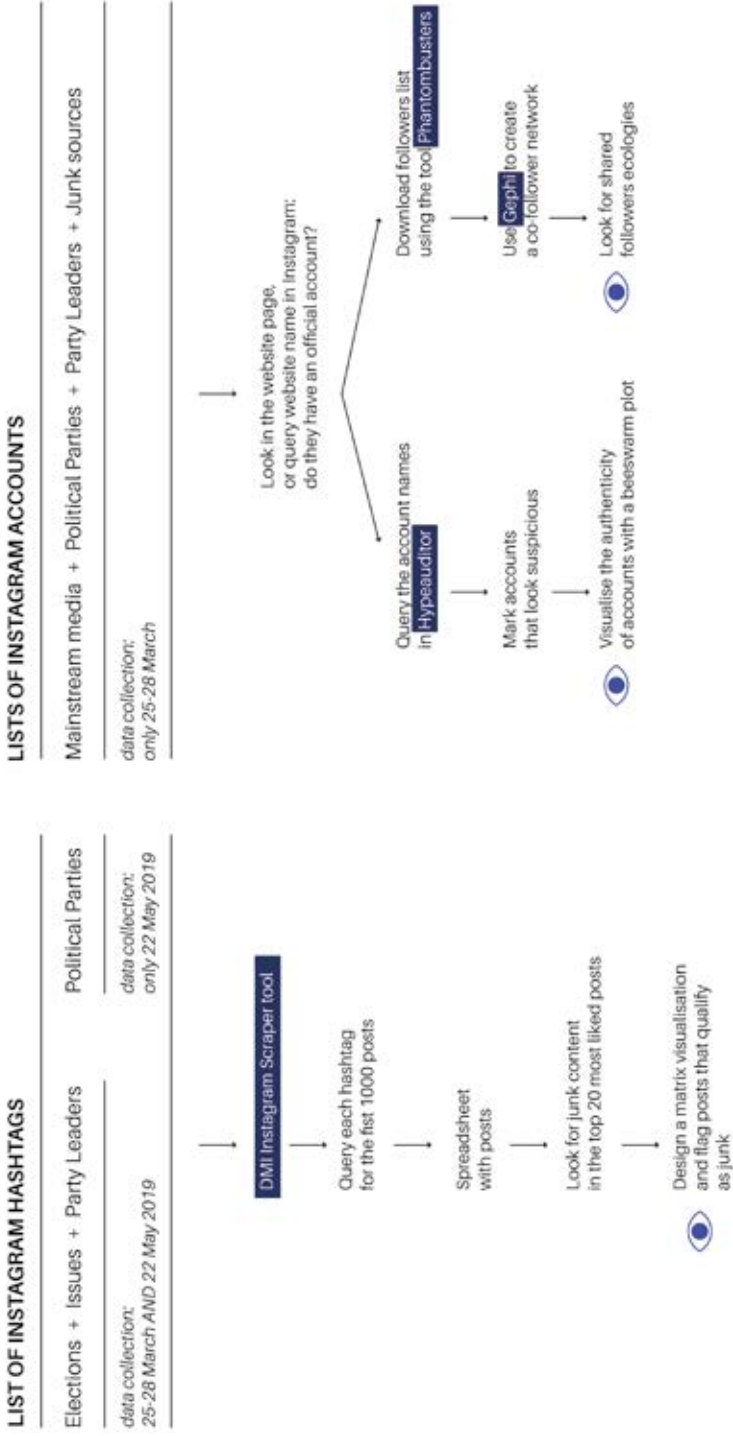 LIST OF INSTAGRAM HASHTAGS
Elections + Issues + Party Leaders
Political Parties
data collection:
25-28 March AND 22 May 2019
data collection:
only 22 May 2019
DMI Instagram Scraper tool
Query each hashtag
for the fist 1000 posts
Spreadsheet
with posts
Look for junk content
in the top 20 most liked posts
Design a matrix visualisation
and flag posts that qualify
as junk
LISTS OF INSTAGRAM ACCOUNTS
Mainstream media + Political Parties + Party Leaders + Junk sources
data collection:
only 25-28 March
Look in the website page,
or query website name in Instagram:
do they have an official account?
Query the account names
in Hypeauditor
Mark accounts
that look suspicious
Visualise the authenticity
of accounts with a beeswarm plot
Download followers list
using the tool Phantombusters
Use Gephi to create
a co-follower network
Look for shared
followers ecologies